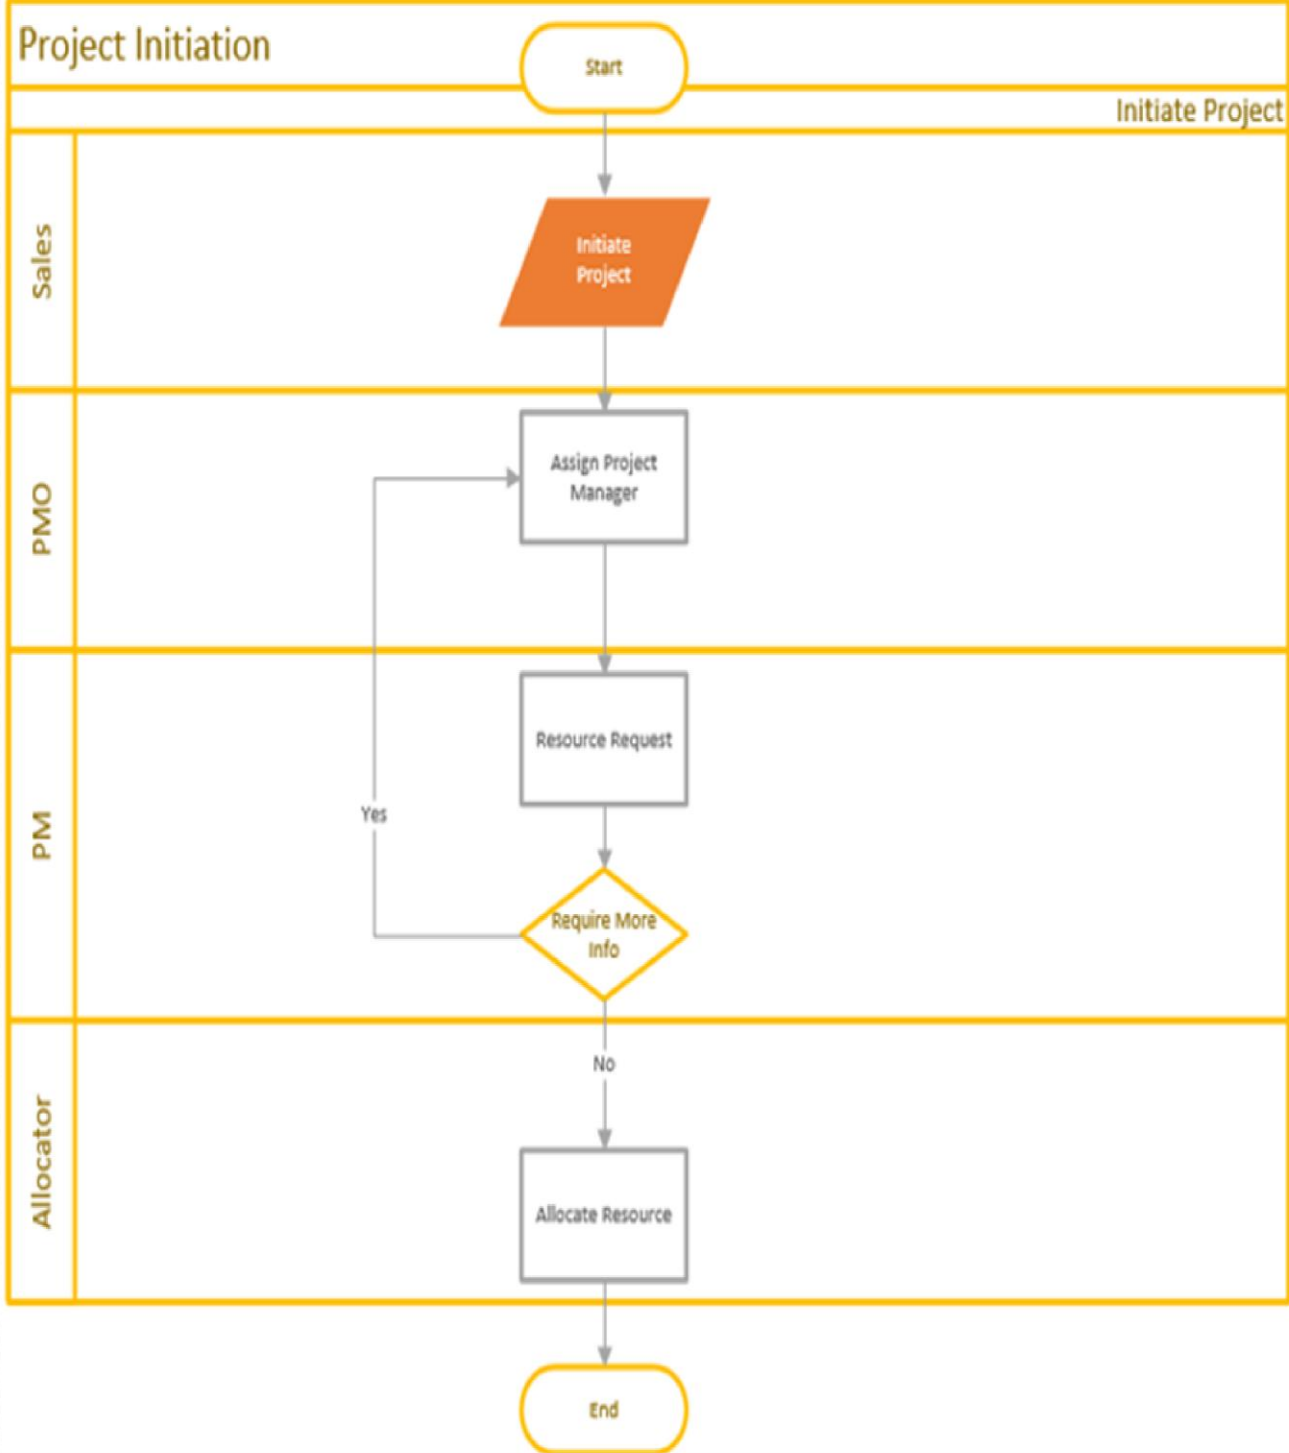 Project Initiation
Start
Initiate Project
Sales
Initiate
Project
PMO
Assign Project
Manager
PM
Resource Request
Yes
Require More
Info
No
Allocator
Allocate Resource
End